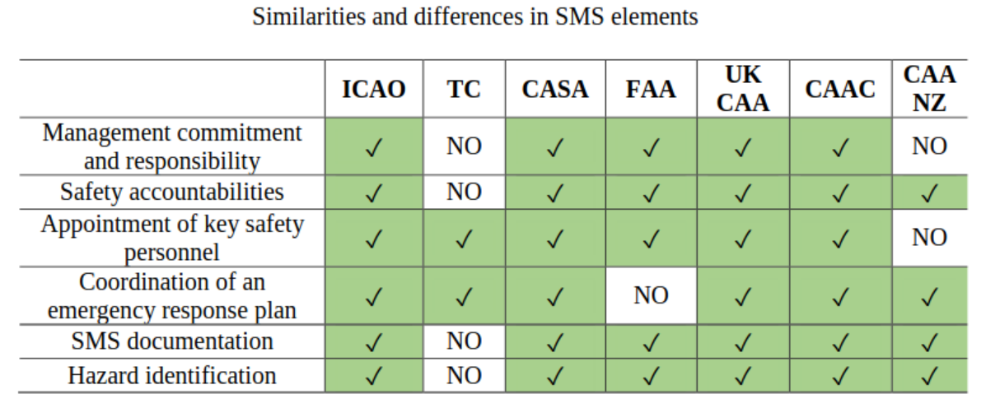 Similarities and differences in SMS elements
ICAO TC CASA FAA UK CAA CAAC CAA NZ
Management commitment and responsibility ✓ NO ✓ ✓ ✓ ✓ NO
Safety accountabilities ✓ NO ✓ ✓ ✓ ✓ ✓
Appointment of key safety personnel ✓ ✓ ✓ ✓ ✓ ✓ NO
Coordination of an emergency response plan ✓ ✓ ✓ NO ✓ ✓ ✓
SMS documentation ✓ NO ✓ ✓ ✓ ✓ ✓
Hazard identification ✓ NO ✓ ✓ ✓ ✓ ✓